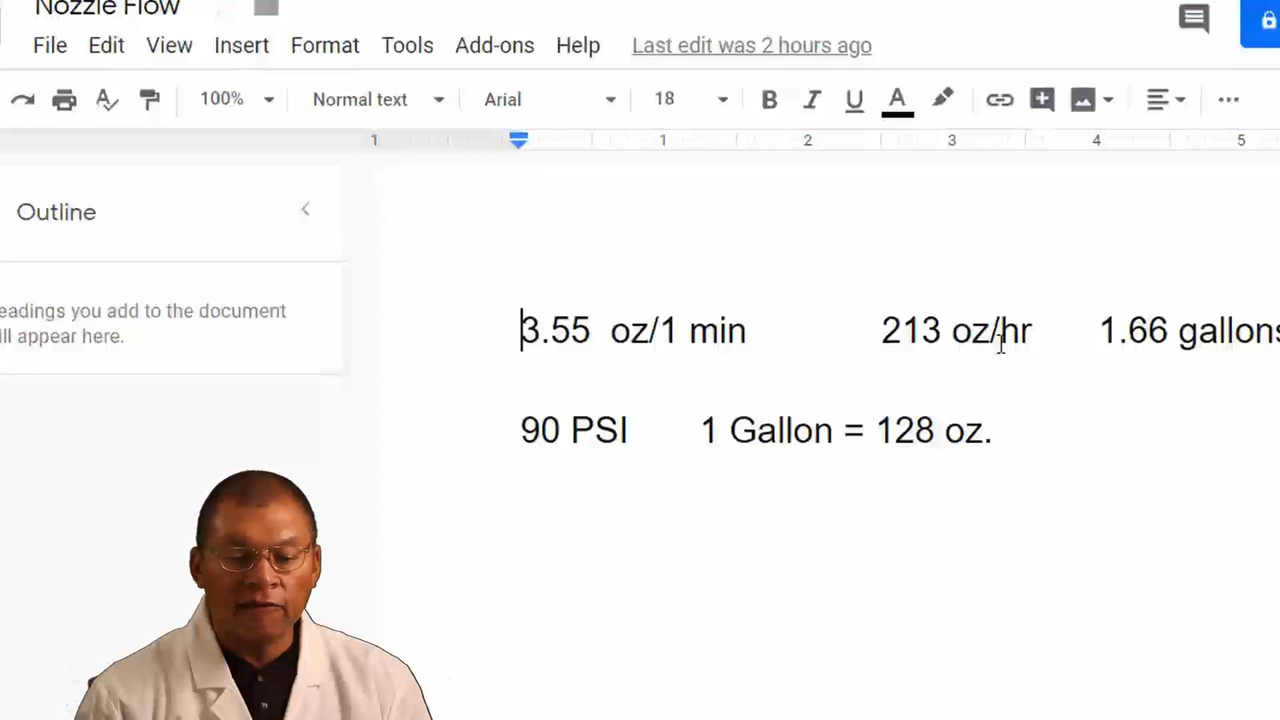 Nozzle Flow
File Edit View Insert Format Tools Add-ons Help Last edit was 2 hours ago
100% Normal text Arial 18 B I U A
1 1 2 3 4 5
Outline
eadings you add to the document
ill appear here.
3.55 oz/1 min 213 oz/hr 1.66 gallons
90 PSI 1 Gallon = 128 oz.